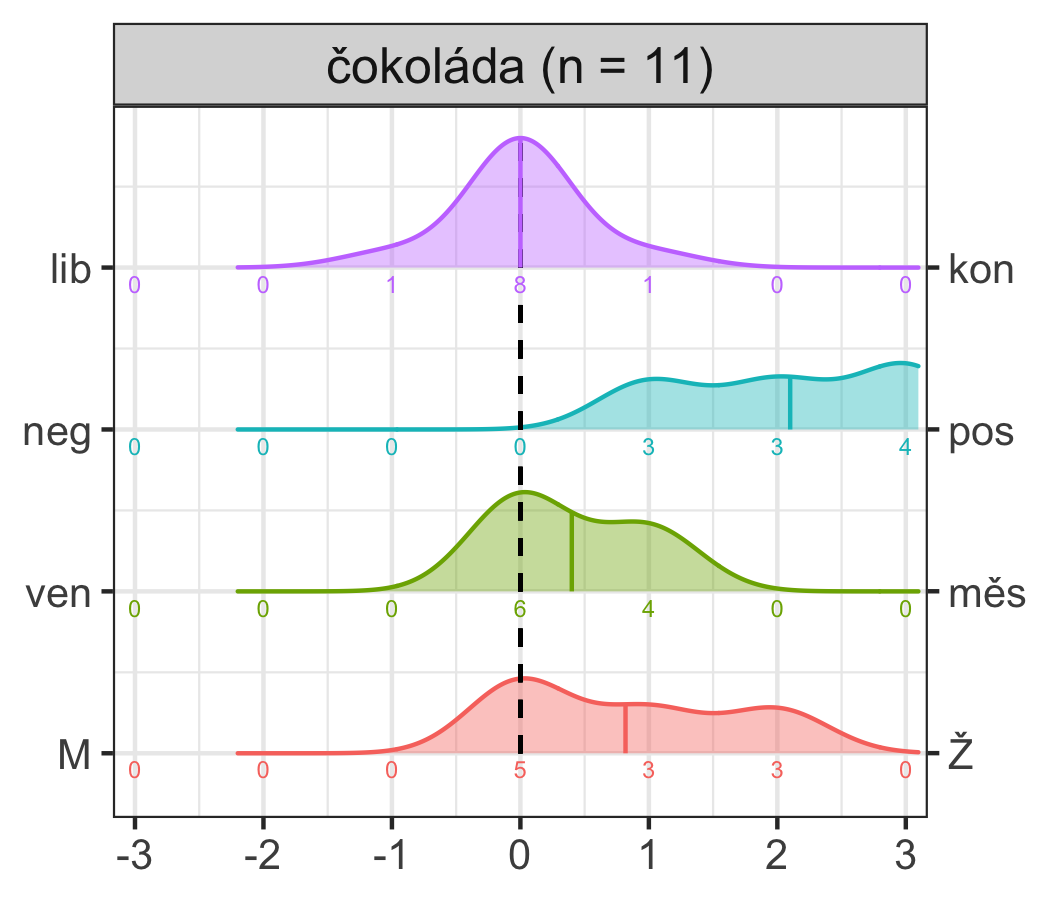 čokoláda (n = 11)
lib kon
0 0 1 8 1 0 0
neg pos
0 0 0 0 3 3 4
ven měs
0 0 0 6 4 0 0
M Ž
0 0 0 5 3 3 0
-3 -2 -1 0 1 2 3